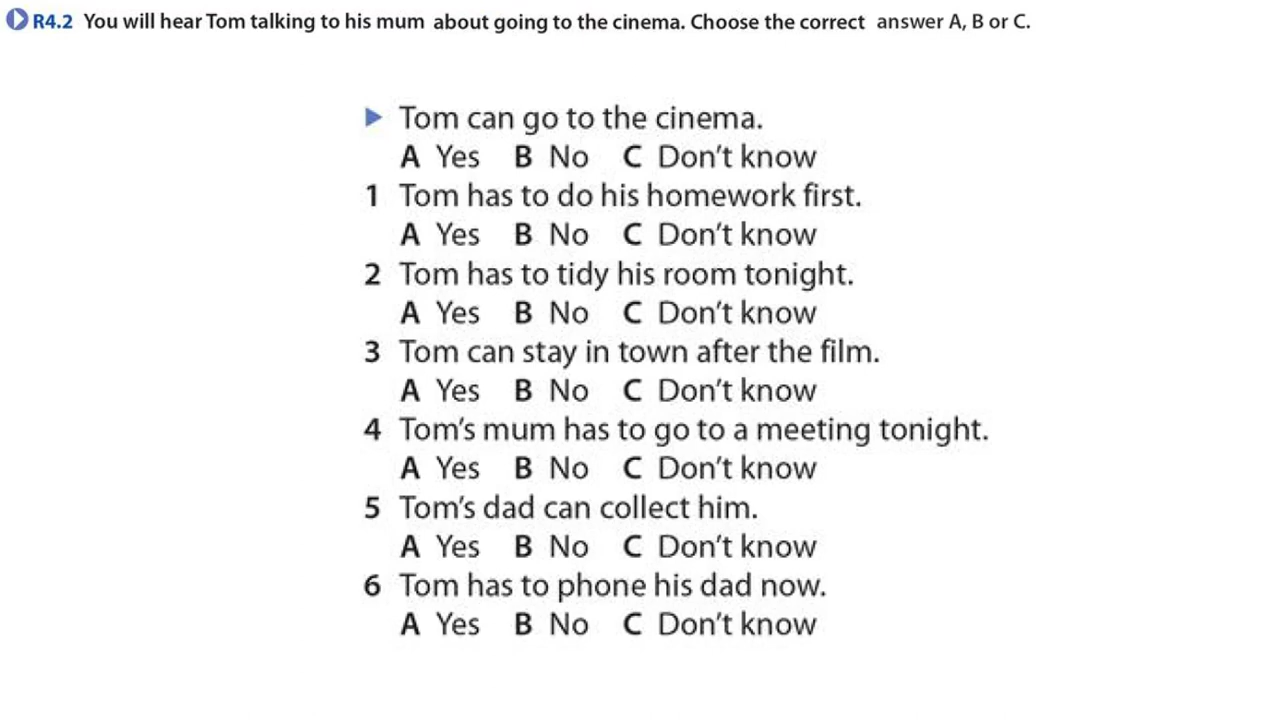 R4.2 You will hear Tom talking to his mum about going to the cinema. Choose the correct answer A, B or C.
Tom can go to the cinema.
A Yes B No C Don't know
1 Tom has to do his homework first.
A Yes B No C Don't know
2 Tom has to tidy his room tonight.
A Yes B No C Don't know
3 Tom can stay in town after the film.
A Yes B No C Don't know
4 Tom's mum has to go to a meeting tonight.
A Yes B No C Don't know
5 Tom's dad can collect him.
A Yes B No C Don't know
6 Tom has to phone his dad now.
A Yes B No C Don't know